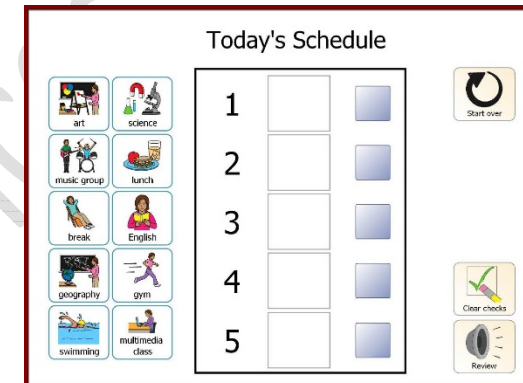 Today's Schedule
art
science
music group
lunch
break
English
geography
gym
swimming
multimedia
class
1
2
3
4
5
Start over
Clear checks
Review